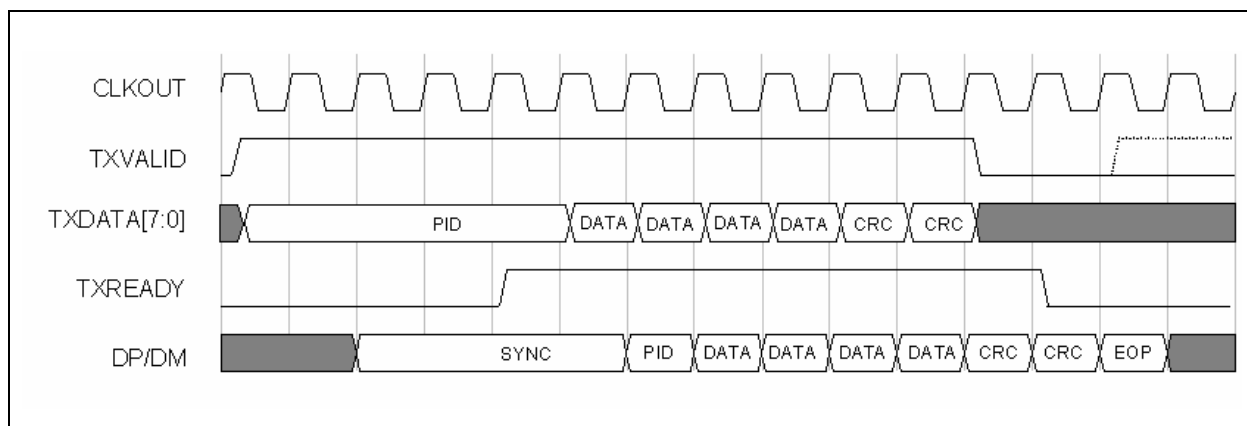 CLKOUT
TXVALID
TXDATA[7:0] PID DATA DATA DATA DATA CRC CRC
TXREADY
DP/DM SYNC PID DATA DATA DATA DATA CRC CRC EOP